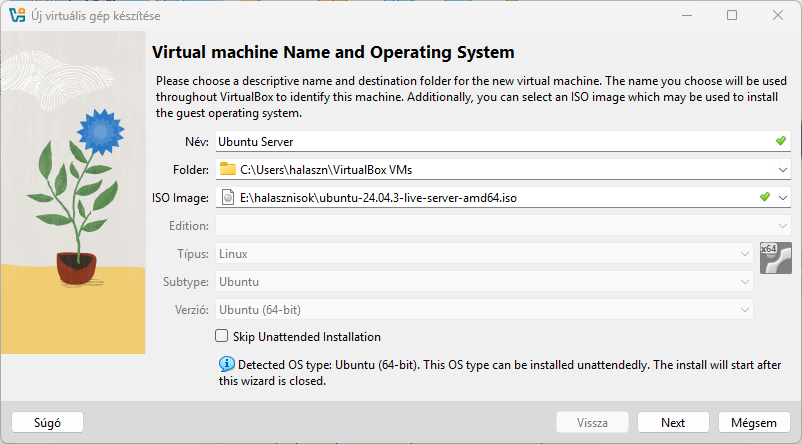 Új virtuális gép készítése
Virtual machine Name and Operating System
Please choose a descriptive name and destination folder for the new virtual machine. The name you choose will be used
throughout VirtualBox to identify this machine. Additionally, you can select an ISO image which may be used to install
the guest operating system.
Név: Ubuntu Server
Folder: C:\Users\halaszn\VirtualBox VMs
ISO Image: E:\halasznisok\ubuntu-24.04.3-live-server-amd64.iso
Edition:
Típus: Linux
x64
Subtype: Ubuntu
Verzió: Ubuntu (64-bit)
Skip Unattended Installation
Detected OS type: Ubuntu (64-bit). This OS type can be installed unattendedly. The install will start after
this wizard is closed.
Súgó Vissza Next Mégsem